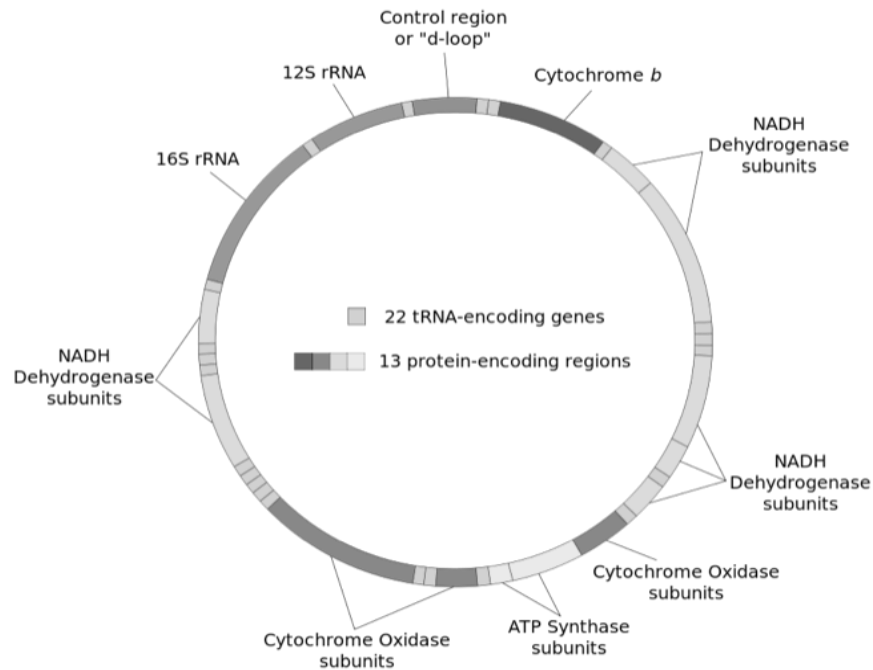 Control region
or "d-loop"
12S rRNA
Cytochrome b
NADH
Dehydrogenase
subunits
16S rRNA
22 tRNA-encoding genes
13 protein-encoding regions
NADH
Dehydrogenase
subunits
NADH
Dehydrogenase
subunits
Cytochrome Oxidase
subunits
ATP Synthase
subunits
Cytochrome Oxidase
subunits